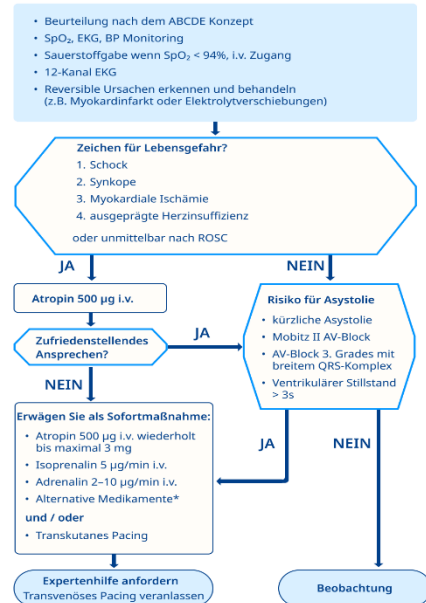 • Beurteilung nach dem ABCDE Konzept
• SpO₂, EKG, BP Monitoring
• Sauerstoffgabe wenn SpO₂ < 94%, i.v. Zugang
• 12-Kanal EKG
• Reversible Ursachen erkennen und behandeln
(z.B. Myokardinfarkt oder Elektrolytverschiebungen)
Zeichen für Lebensgefahr?
1. Schock
2. Synkope
3. Myokardiale Ischämie
4. ausgeprägte Herzinsuffizienz
oder unmittelbar nach ROSC
JA
NEIN
Atropin 500 µg i.v.
Zufriedenstellendes
Ansprechen?
JA
NEIN
Risiko für Asystolie
• kürzliche Asystolie
• Mobitz II AV-Block
• AV-Block 3. Grades mit
breitem QRS-Komplex
• Ventrikulärer Stillstand
> 3s
Erwägen Sie als Sofortmaßnahme:
• Atropin 500 µg i.v. wiederholt
bis maximal 3 mg
• Isoprenalin 5 µg/min i.v.
• Adrenalin 2–10 µg/min i.v.
• Alternative Medikamente*
und / oder
• Transkutanes Pacing
JA
NEIN
Expertenhilfe anfordern
Transvenöses Pacing veranlassen
Beobachtung